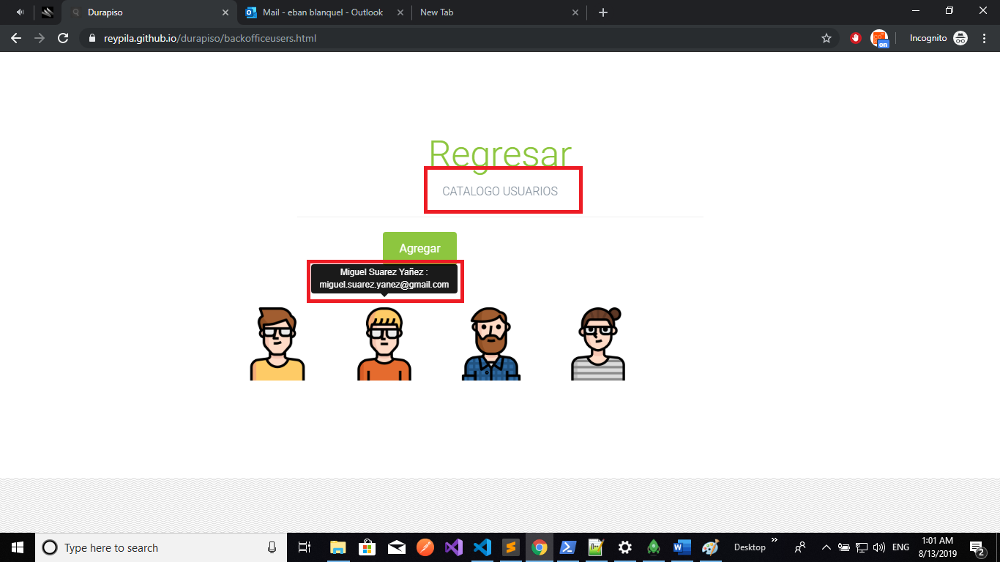 Durapiso
Mail - eban blanquel - Outlook
New Tab
reypila.github.io/durapiso/backofficeusers.html
on
Incognito
Regresar
CATALOGO USUARIOS
Agregar
Miguel Suarez Yañez :
miguel.suarez.yanez@gmail.com
Type here to search
Desktop
ENG
1:01 AM
8/13/2019
2